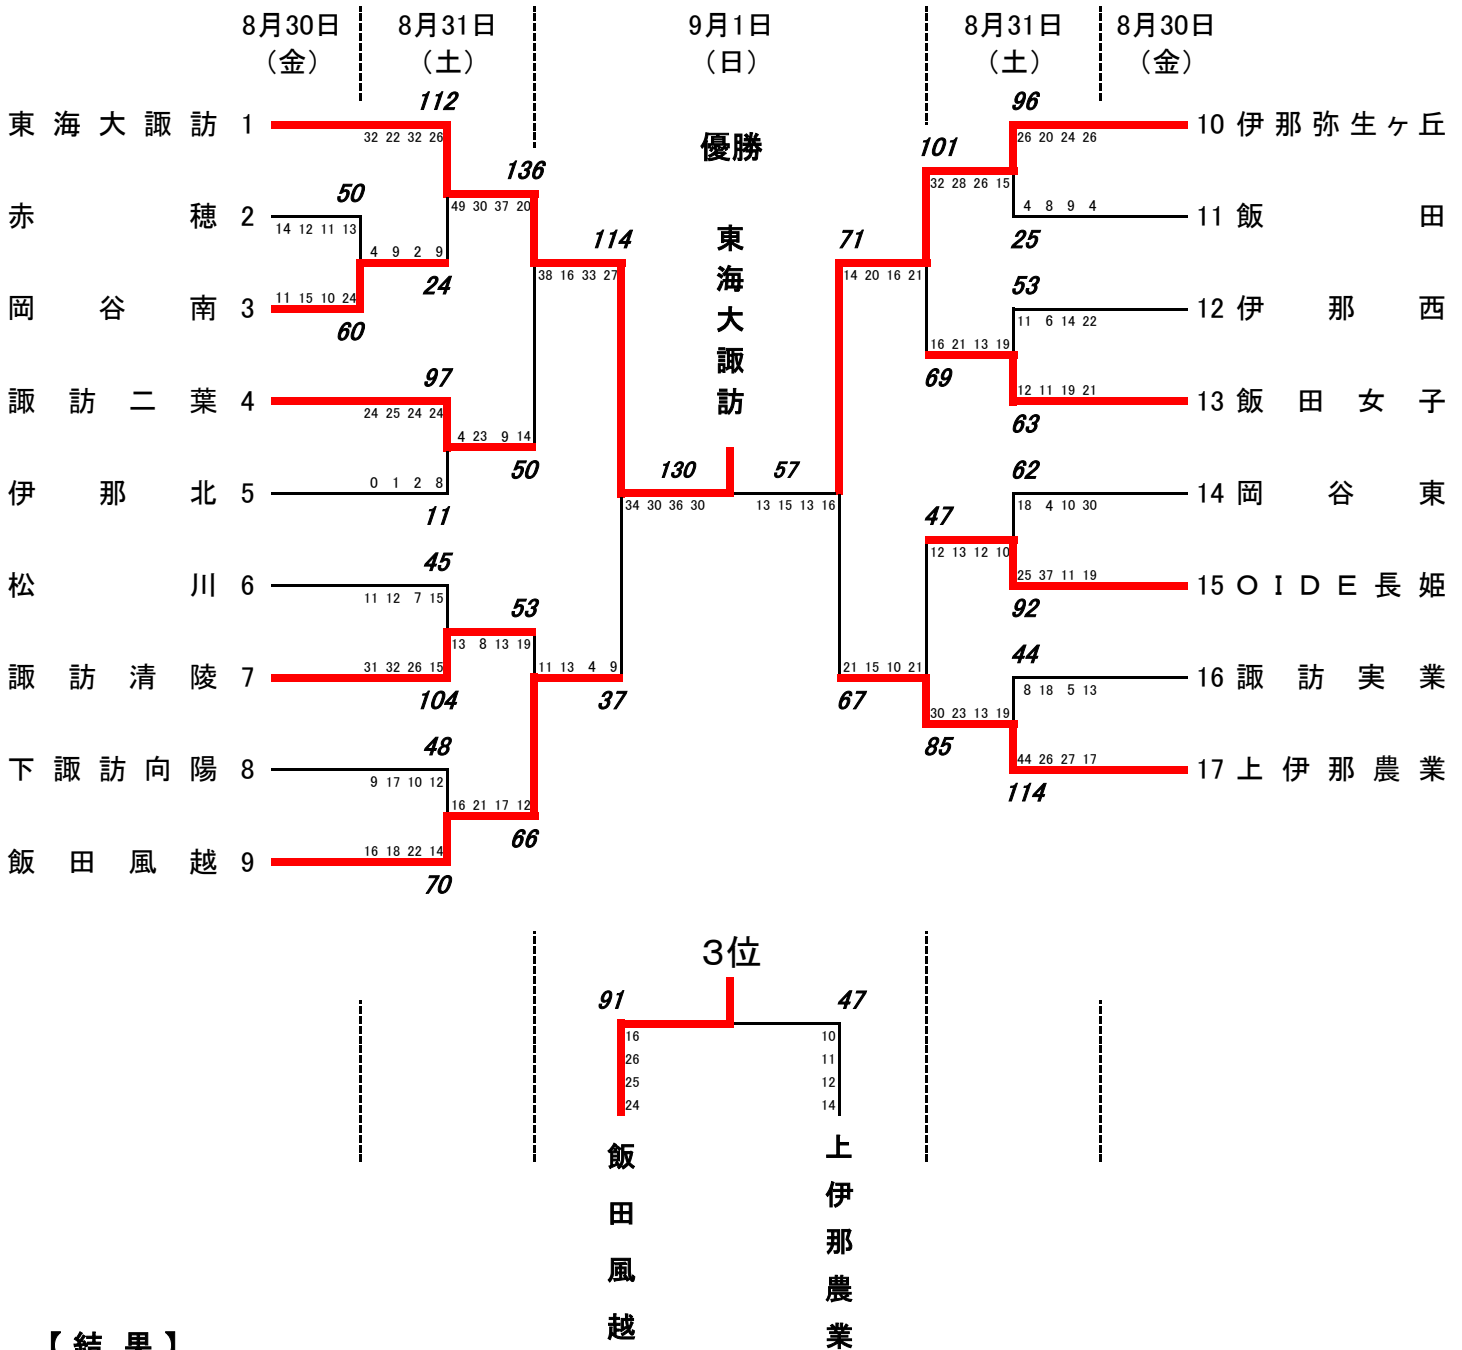 8月30日 8月31日 9月1日 8月31日 8月30日
（金） （土） （日） （土） （金）
112 96
東海大諏訪 1 32 22 32 26 優勝 101 26 20 24 26 10 伊那弥生ヶ丘
136
50 49 30 37 20 32 28 26 15 4 8 9 4
赤穂 2 14 12 11 13 東海大諏訪 25 11 飯田
114 71
4 9 2 9 24 38 16 33 27 14 20 16 21 53
岡谷南 3 11 15 10 24 60 11 6 14 22 12 伊那西
97 16 21 13 19 69
諏訪二葉 4 24 25 24 24 12 11 19 21 63 13 飯田女子
4 23 9 14 50 130 57 62
伊那北 5 0 1 2 8 11 34 30 36 30 13 15 13 16 18 4 10 30 14 岡谷東
45 47
松川 6 11 12 7 15 12 13 12 10 25 37 11 19 92 15 ＯＩＤＥ長姫
53
13 8 13 19 44
諏訪清陵 7 31 32 26 15 104 11 13 4 9 37 21 15 10 21 67 8 18 5 13 16 諏訪実業
48 30 23 13 19 85
下諏訪向陽 8 9 17 10 12 44 26 27 17 114 17 上伊那農業
16 21 17 12 66
飯田風越 9 16 18 22 14 70
３位
91 47
16 10
26 11
25 12
24 14
飯田風越 上伊那農業
【結果】